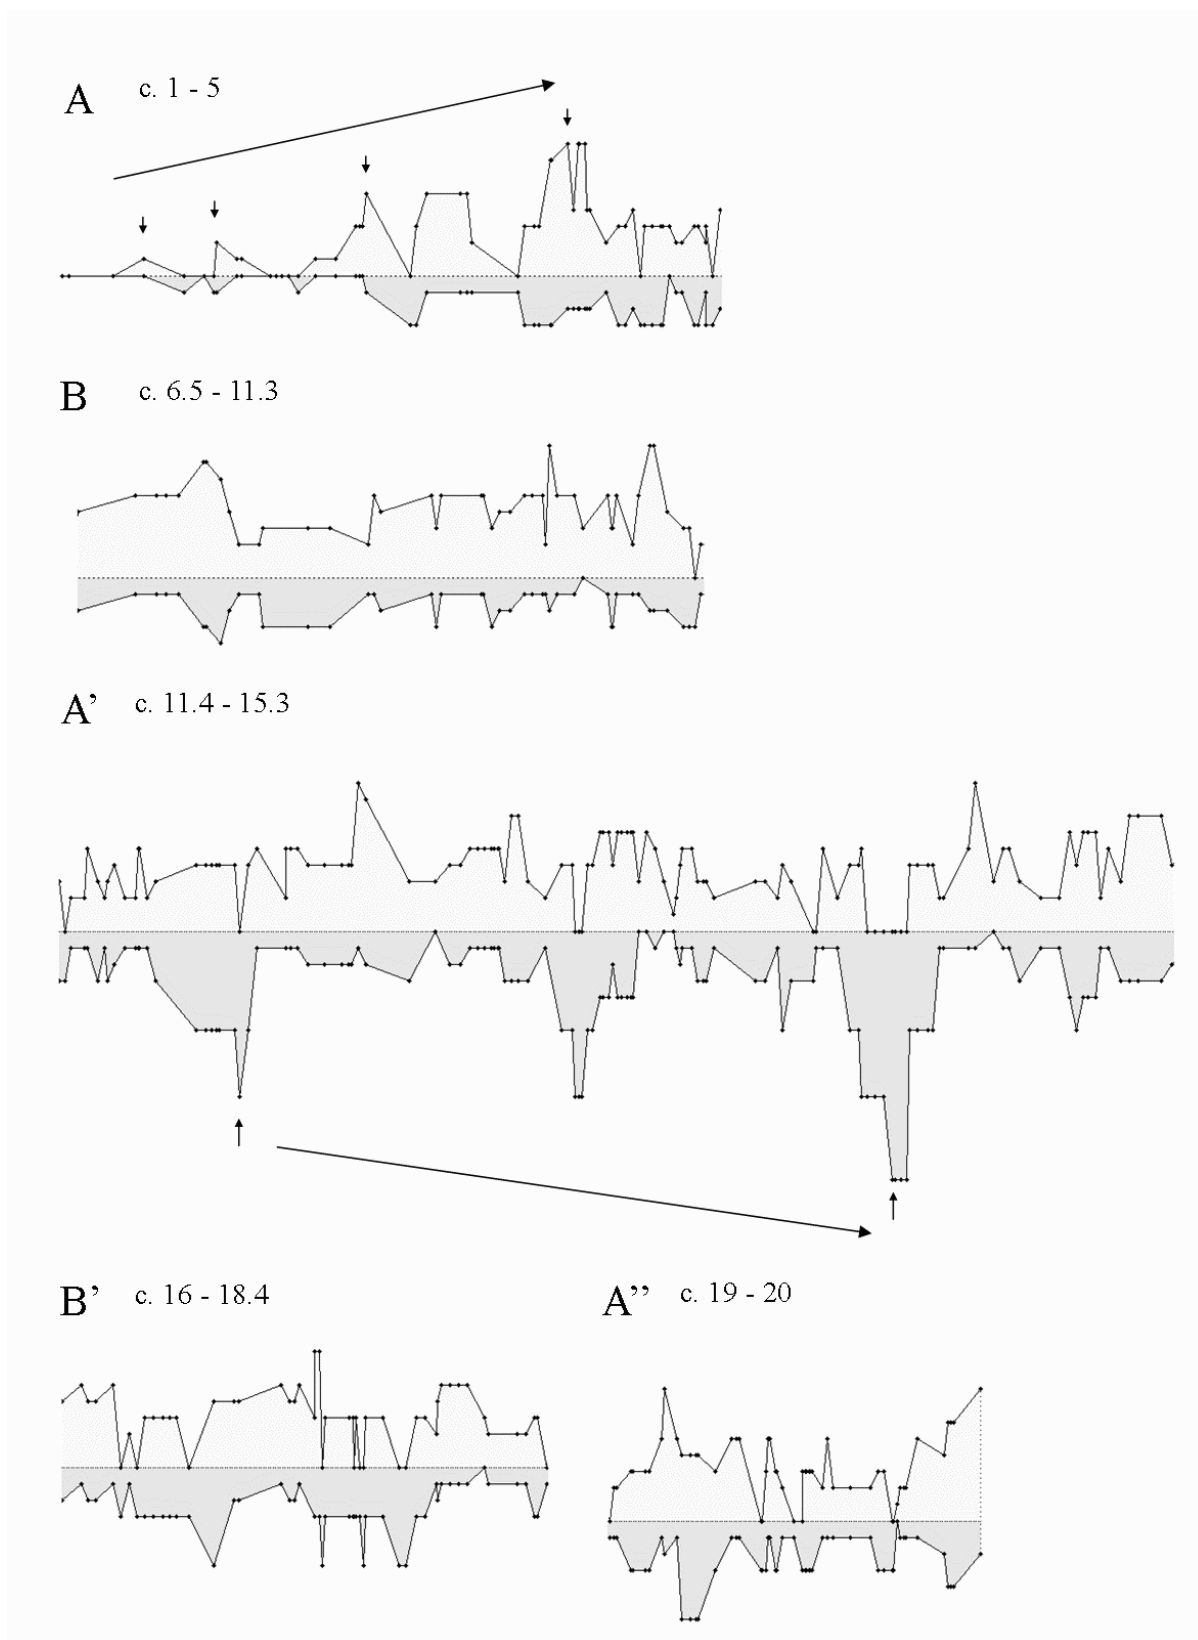 A c. 1 - 5
B c. 6.5 - 11.3
A’ c. 11.4 - 15.3
B’ c. 16 - 18.4
A’’ c. 19 - 20